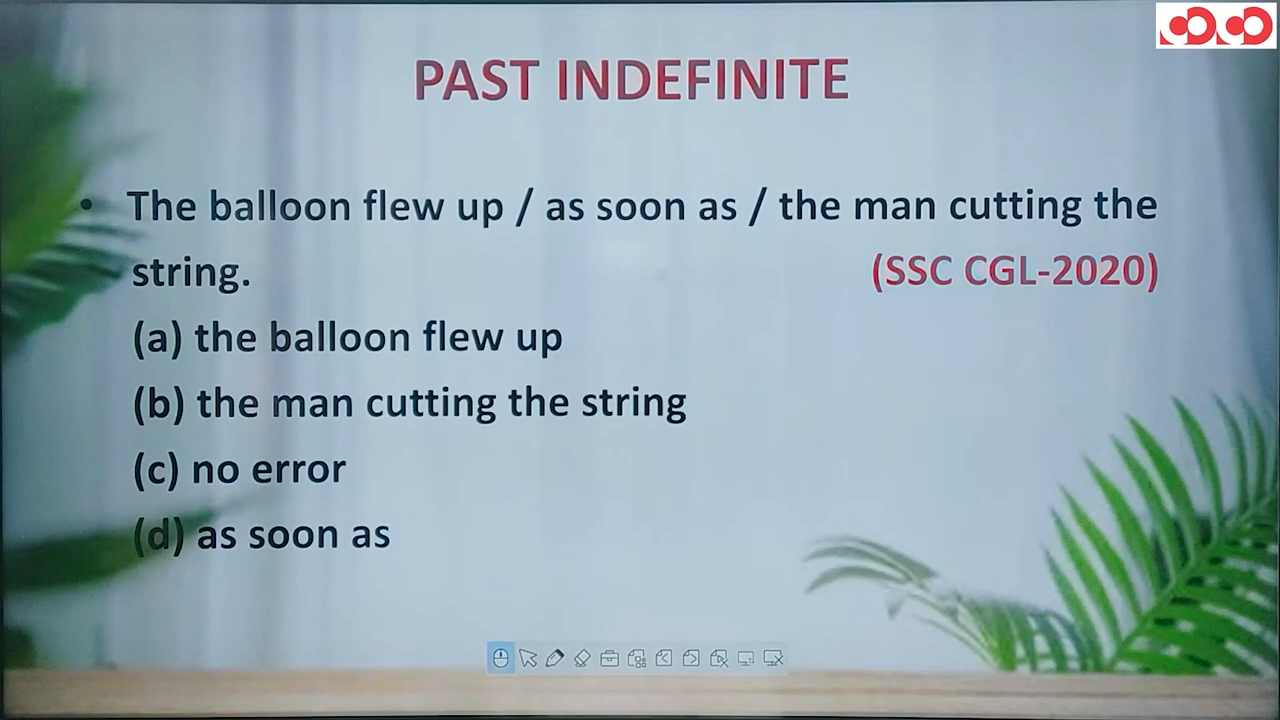 PAST INDEFINITE
• The balloon flew up / as soon as / the man cutting the
string. (SSC CGL-2020)
(a) the balloon flew up
(b) the man cutting the string
(c) no error
(d) as soon as